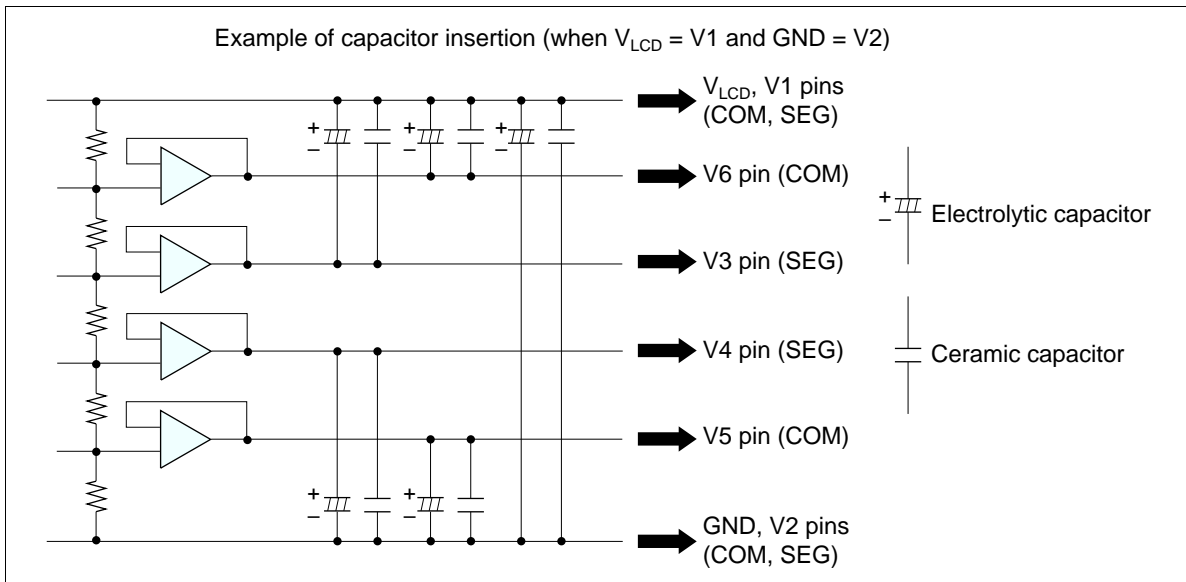 Example of capacitor insertion (when VLCD = V1 and GND = V2)
VLCD, V1 pins
(COM, SEG)
+ – + – + –
V6 pin (COM)
+ – Electrolytic capacitor
V3 pin (SEG)
V4 pin (SEG)
Ceramic capacitor
V5 pin (COM)
+ – + –
GND, V2 pins
(COM, SEG)